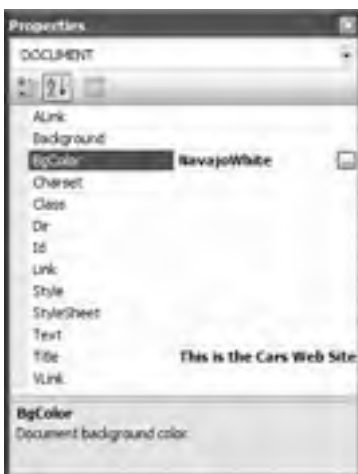 Properties
DOCUMENT
ALink
Background
BgColor NavajoWhite ...
Charset
Class
Dir
Id
Link
Style
StyleSheet
Text
Title This is the Cars Web Site
VLink
BgColor
Document background color.